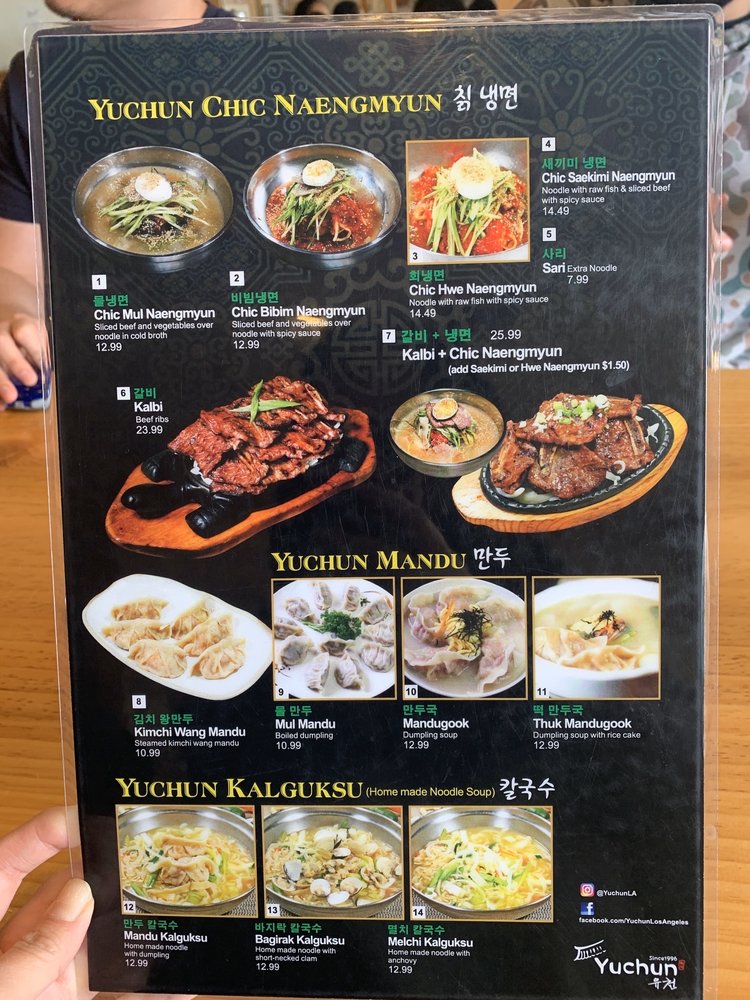 YUCHUN CHIC NAENGMYUN 칡 냉면
1
물냉면
Chic Mul Naengmyun
Sliced beef and vegetables over
noodle in cold broth
12.99
2
비빔냉면
Chic Bibim Naengmyun
Sliced beef and vegetables over
noodle with spicy sauce
12.99
3
회냉면
Chic Hwe Naengmyun
Noodle with raw fish with spicy sauce
14.49
4
새끼미 냉면
Chic Saekimi Naengmyun
Noodle with raw fish & sliced beef
with spicy sauce
14.49
5
사리
Sari Extra Noodle
7.99
6 갈비
Kalbi
Beef ribs
23.99
7 갈비 + 냉면 25.99
Kalbi + Chic Naengmyun
(add Saekimi or Hwe Naengmyun $1.50)
YUCHUN MANDU 만두
8
김치 왕만두
Kimchi Wang Mandu
Steamed kimchi wang mandu
10.99
9
물 만두
Mul Mandu
Boiled dumpling
10.99
10
만두국
Mandugook
Dumpling soup
12.99
11
떡 만두국
Thuk Mandugook
Dumpling soup with rice cake
12.99
YUCHUN KALGUKSU (Home made Noodle Soup) 칼국수
12
만두 칼국수
Mandu Kalguksu
Home made noodle
with dumpling
12.99
13
바지락 칼국수
Bagirak Kalguksu
Home made noodle with
short-necked clam
12.99
14
멸치 칼국수
Melchi Kalguksu
Home made noodle with
anchovy
12.99
@YuchunLA
facebook.com/YuchunLosAngeles
Since1996
Yuchun
유천